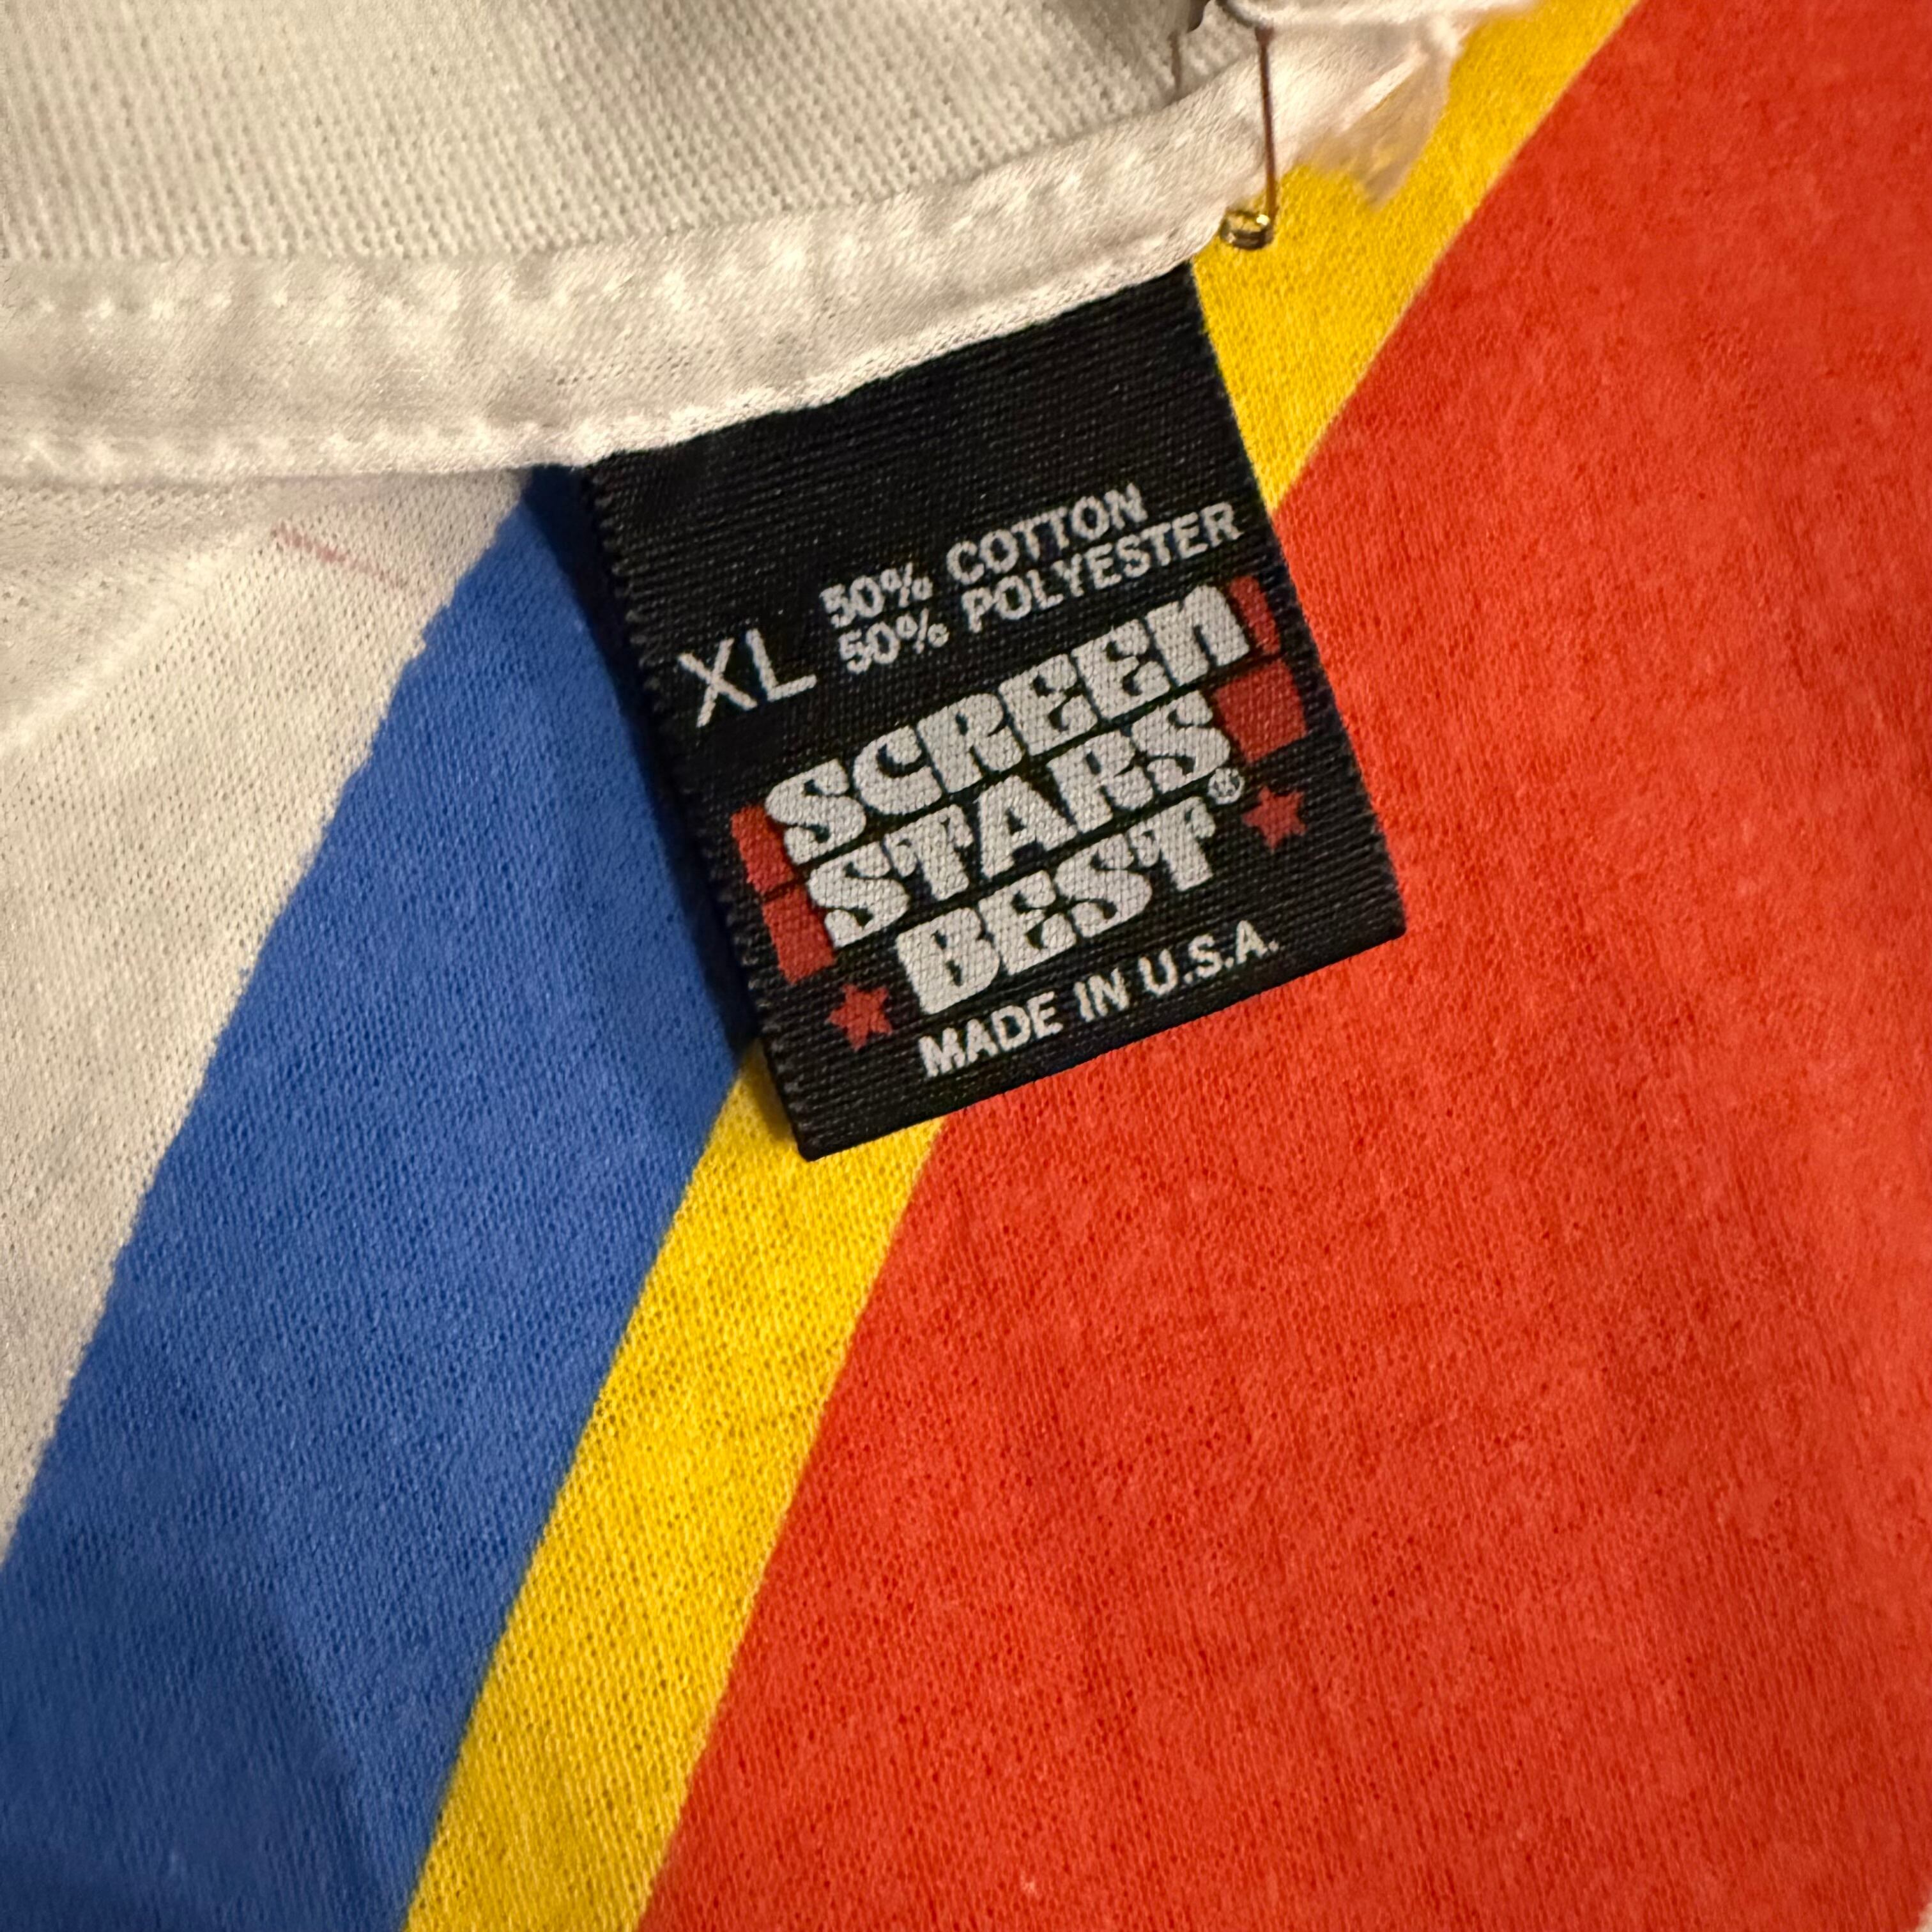 XL
50% COTTON
50% POLYESTER
SCREEN
STARS
BEST®
MADE IN U.S.A.